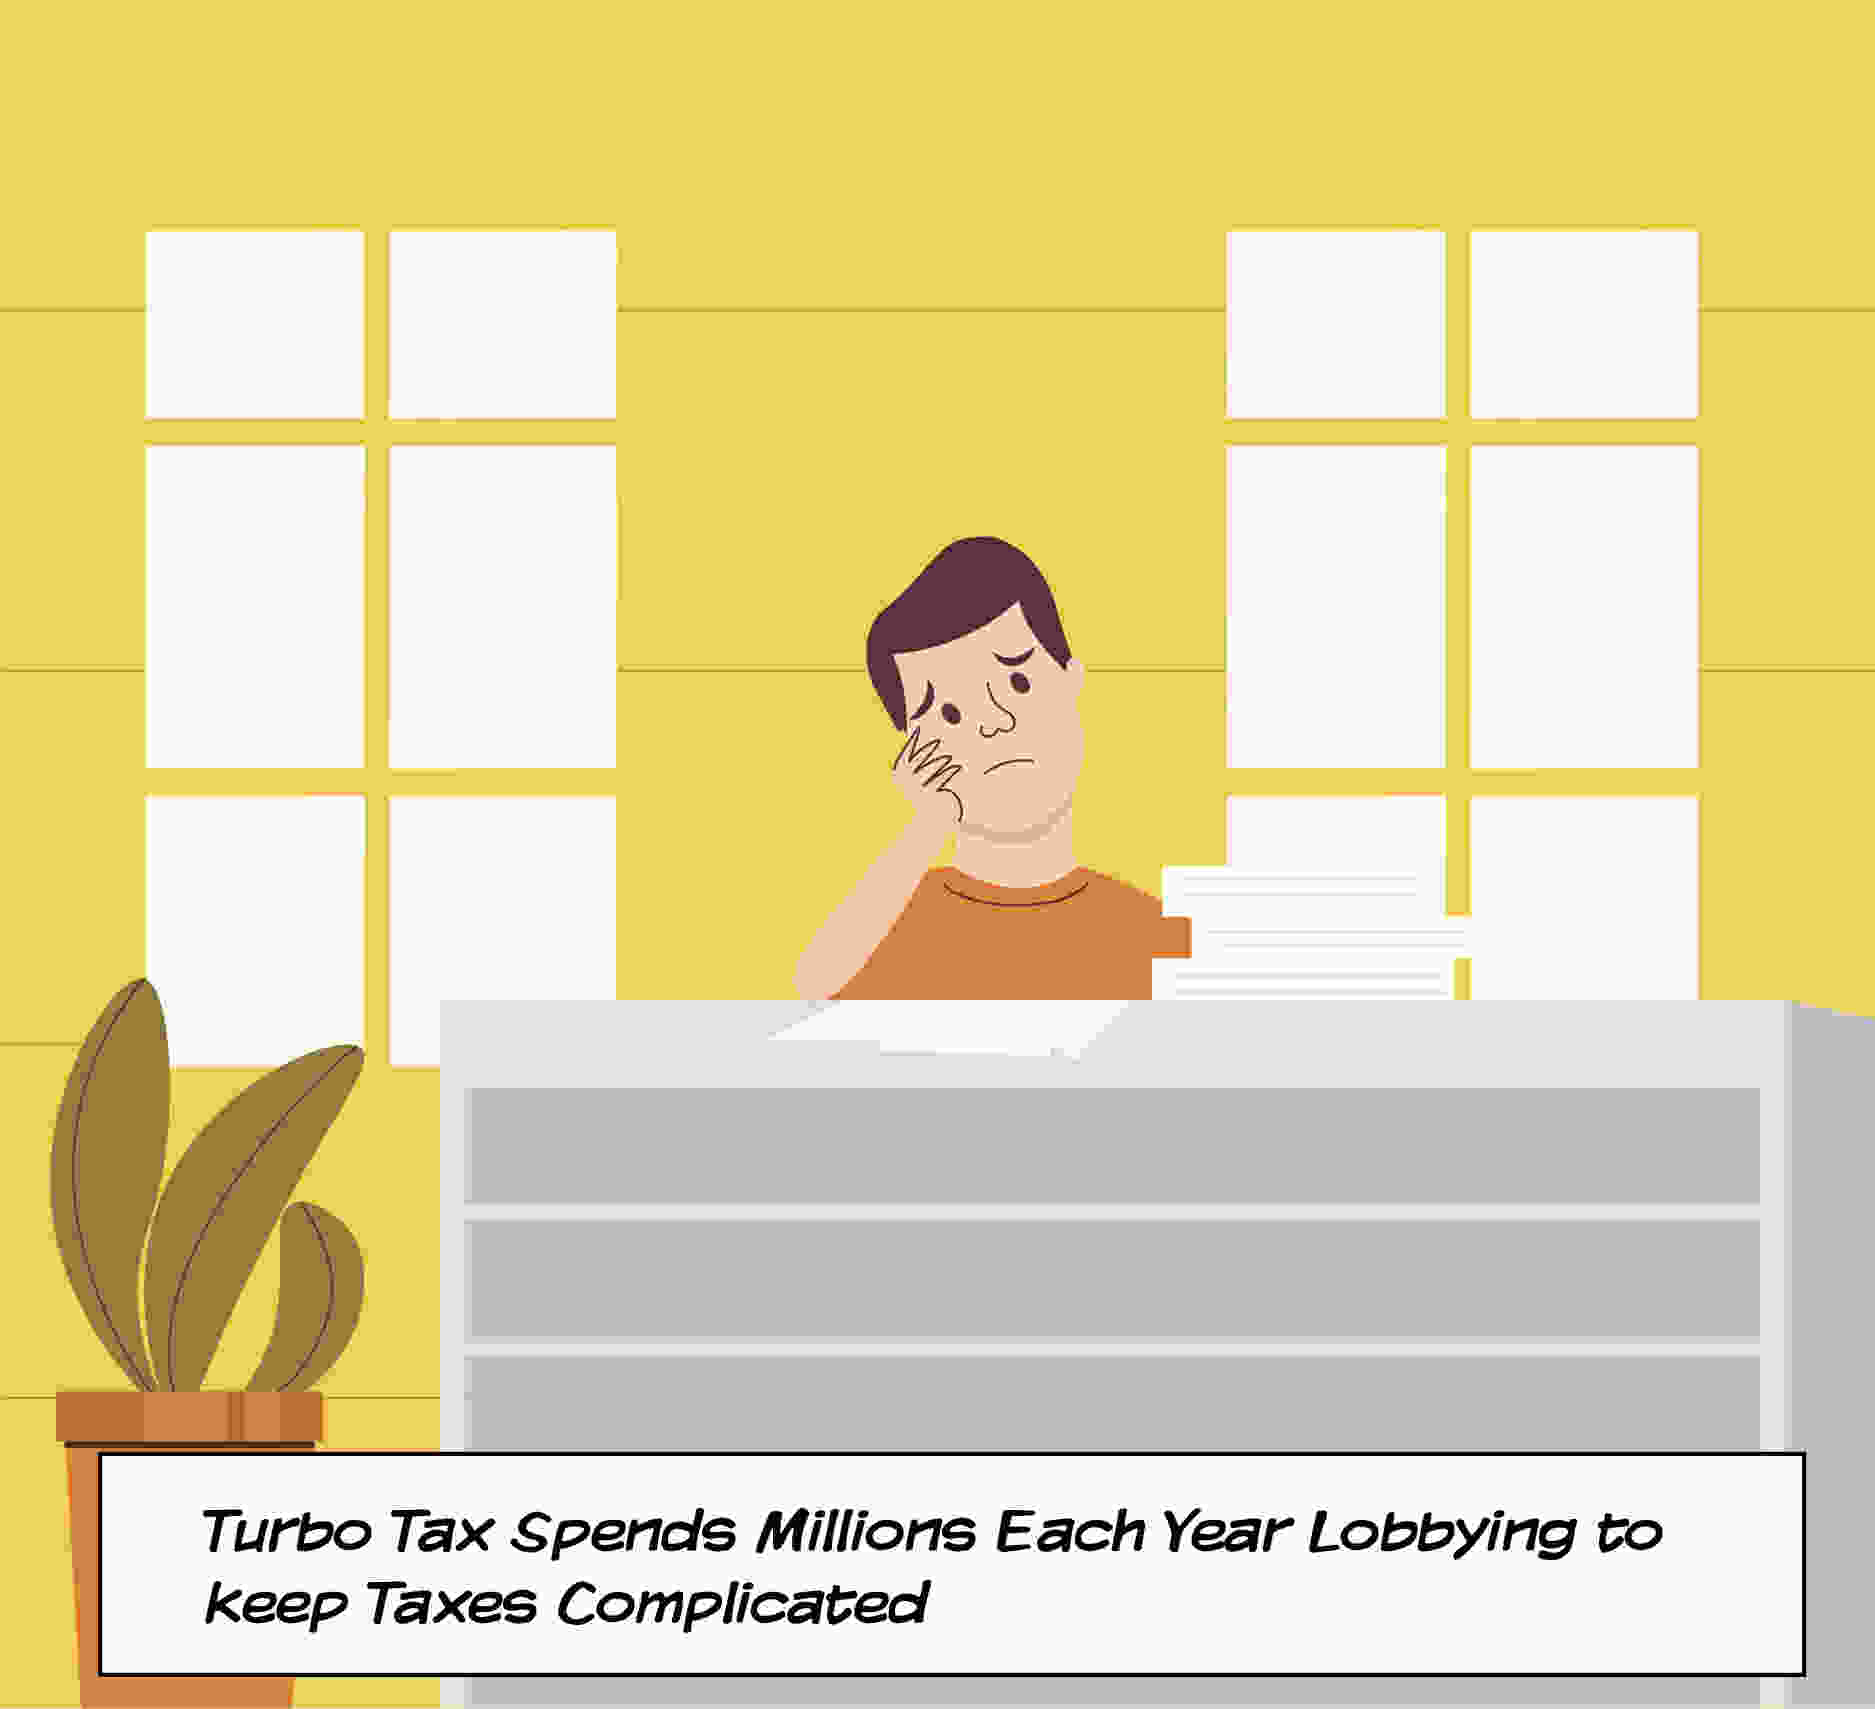 Turbo Tax Spends Millions Each Year Lobbying to
keep Taxes Complicated